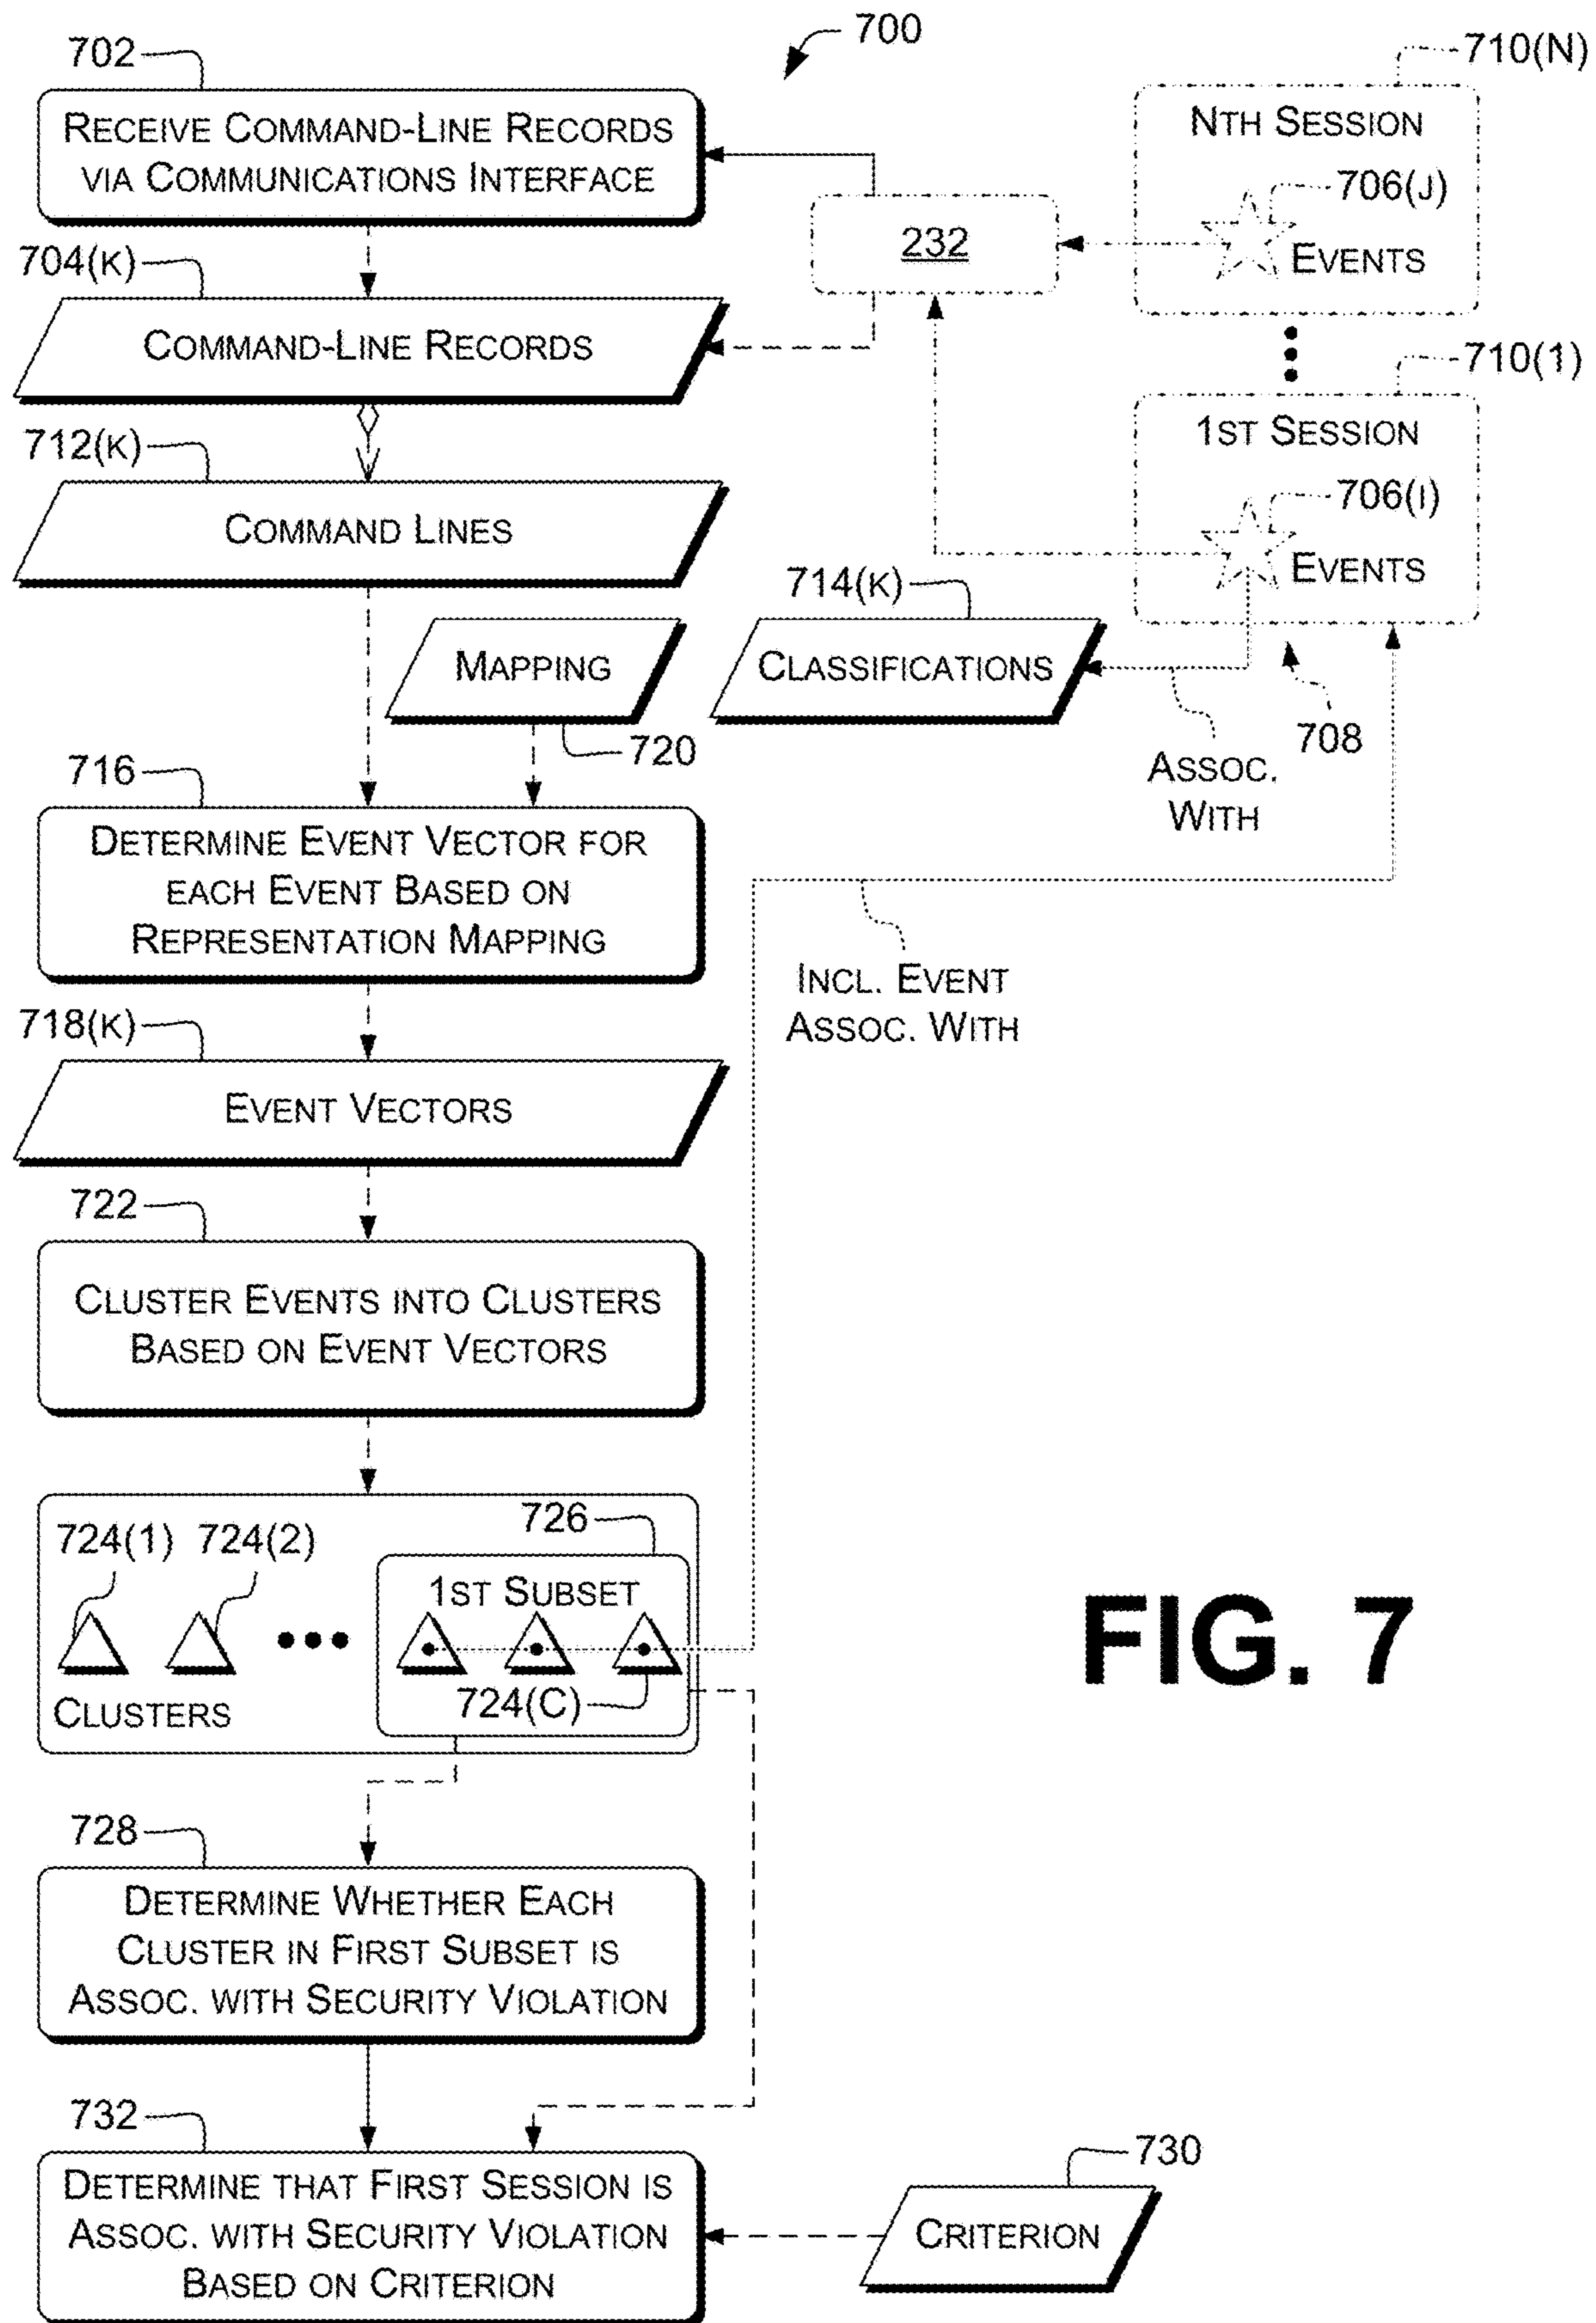 700
702
RECEIVE COMMAND-LINE RECORDS
VIA COMMUNICATIONS INTERFACE
710(N)
NTH SESSION
706(J)
EVENTS
232
704(K)
COMMAND-LINE RECORDS
710(1)
1ST SESSION
706(I)
EVENTS
712(K)
COMMAND LINES
714(K)
CLASSIFICATIONS
MAPPING
720
708
ASSOC.
WITH
716
DETERMINE EVENT VECTOR FOR
EACH EVENT BASED ON
REPRESENTATION MAPPING
INCL. EVENT
ASSOC. WITH
718(K)
EVENT VECTORS
722
CLUSTER EVENTS INTO CLUSTERS
BASED ON EVENT VECTORS
724(1)
724(2)
726
1ST SUBSET
724(C)
CLUSTERS
FIG. 7
728
DETERMINE WHETHER EACH
CLUSTER IN FIRST SUBSET IS
ASSOC. WITH SECURITY VIOLATION
732
DETERMINE THAT FIRST SESSION IS
ASSOC. WITH SECURITY VIOLATION
BASED ON CRITERION
730
CRITERION